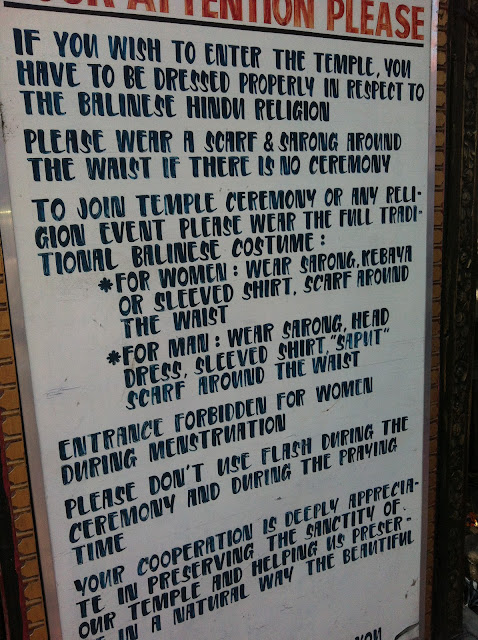 ATTENTION PLEASE
IF YOU WISH TO ENTER THE TEMPLE, YOU
HAVE TO BE DRESSED PROPERLY IN RESPECT TO
THE BALINESE HINDU RELIGION
PLEASE WEAR A SCARF & SARONG AROUND
THE WAIST IF THERE IS NO CEREMONY
TO JOIN TEMPLE CEREMONY OR ANY RELI-
GION EVENT PLEASE WEAR THE FULL TRADI-
TIONAL BALINESE COSTUME :
*FOR WOMEN : WEAR SARONG, KEBAYA
OR SLEEVED SHIRT, SCARF AROUND
THE WAIST
*FOR MAN : WEAR SARONG, HEAD
DRESS, SLEEVED SHIRT, "SAPUT"
SCARF AROUND THE WAIST
ENTRANCE FORBIDDEN FOR WOMEN
DURING MENSTRUATION
PLEASE DON'T USE FLASH DURING THE
CEREMONY AND DURING THE PRAYING
TIME
YOUR COOPERATION IS DEEPLY APPRECIA-
TE IN PRESERVING THE SANCTITY OF
OUR TEMPLE AND HELPING US PRESER-
IN A NATURAL WAY THE BEAUTIFUL